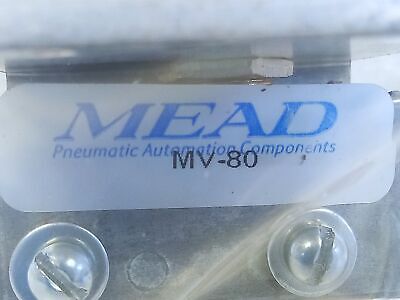 MEAD
Pneumatic Automation Components
MV-80